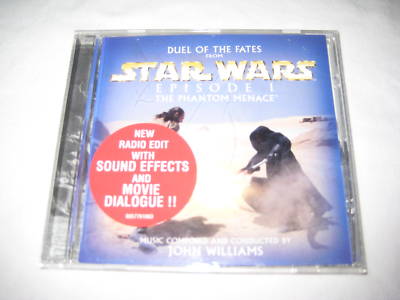 DUEL OF THE FATES
FROM
STAR WARS
EPISODE I
THE PHANTOM MENACE
NEW
RADIO EDIT
WITH
SOUND EFFECTS
AND
MOVIE
DIALOGUE !!
MUSIC COMPOSED AND CONDUCTED BY
JOHN WILLIAMS